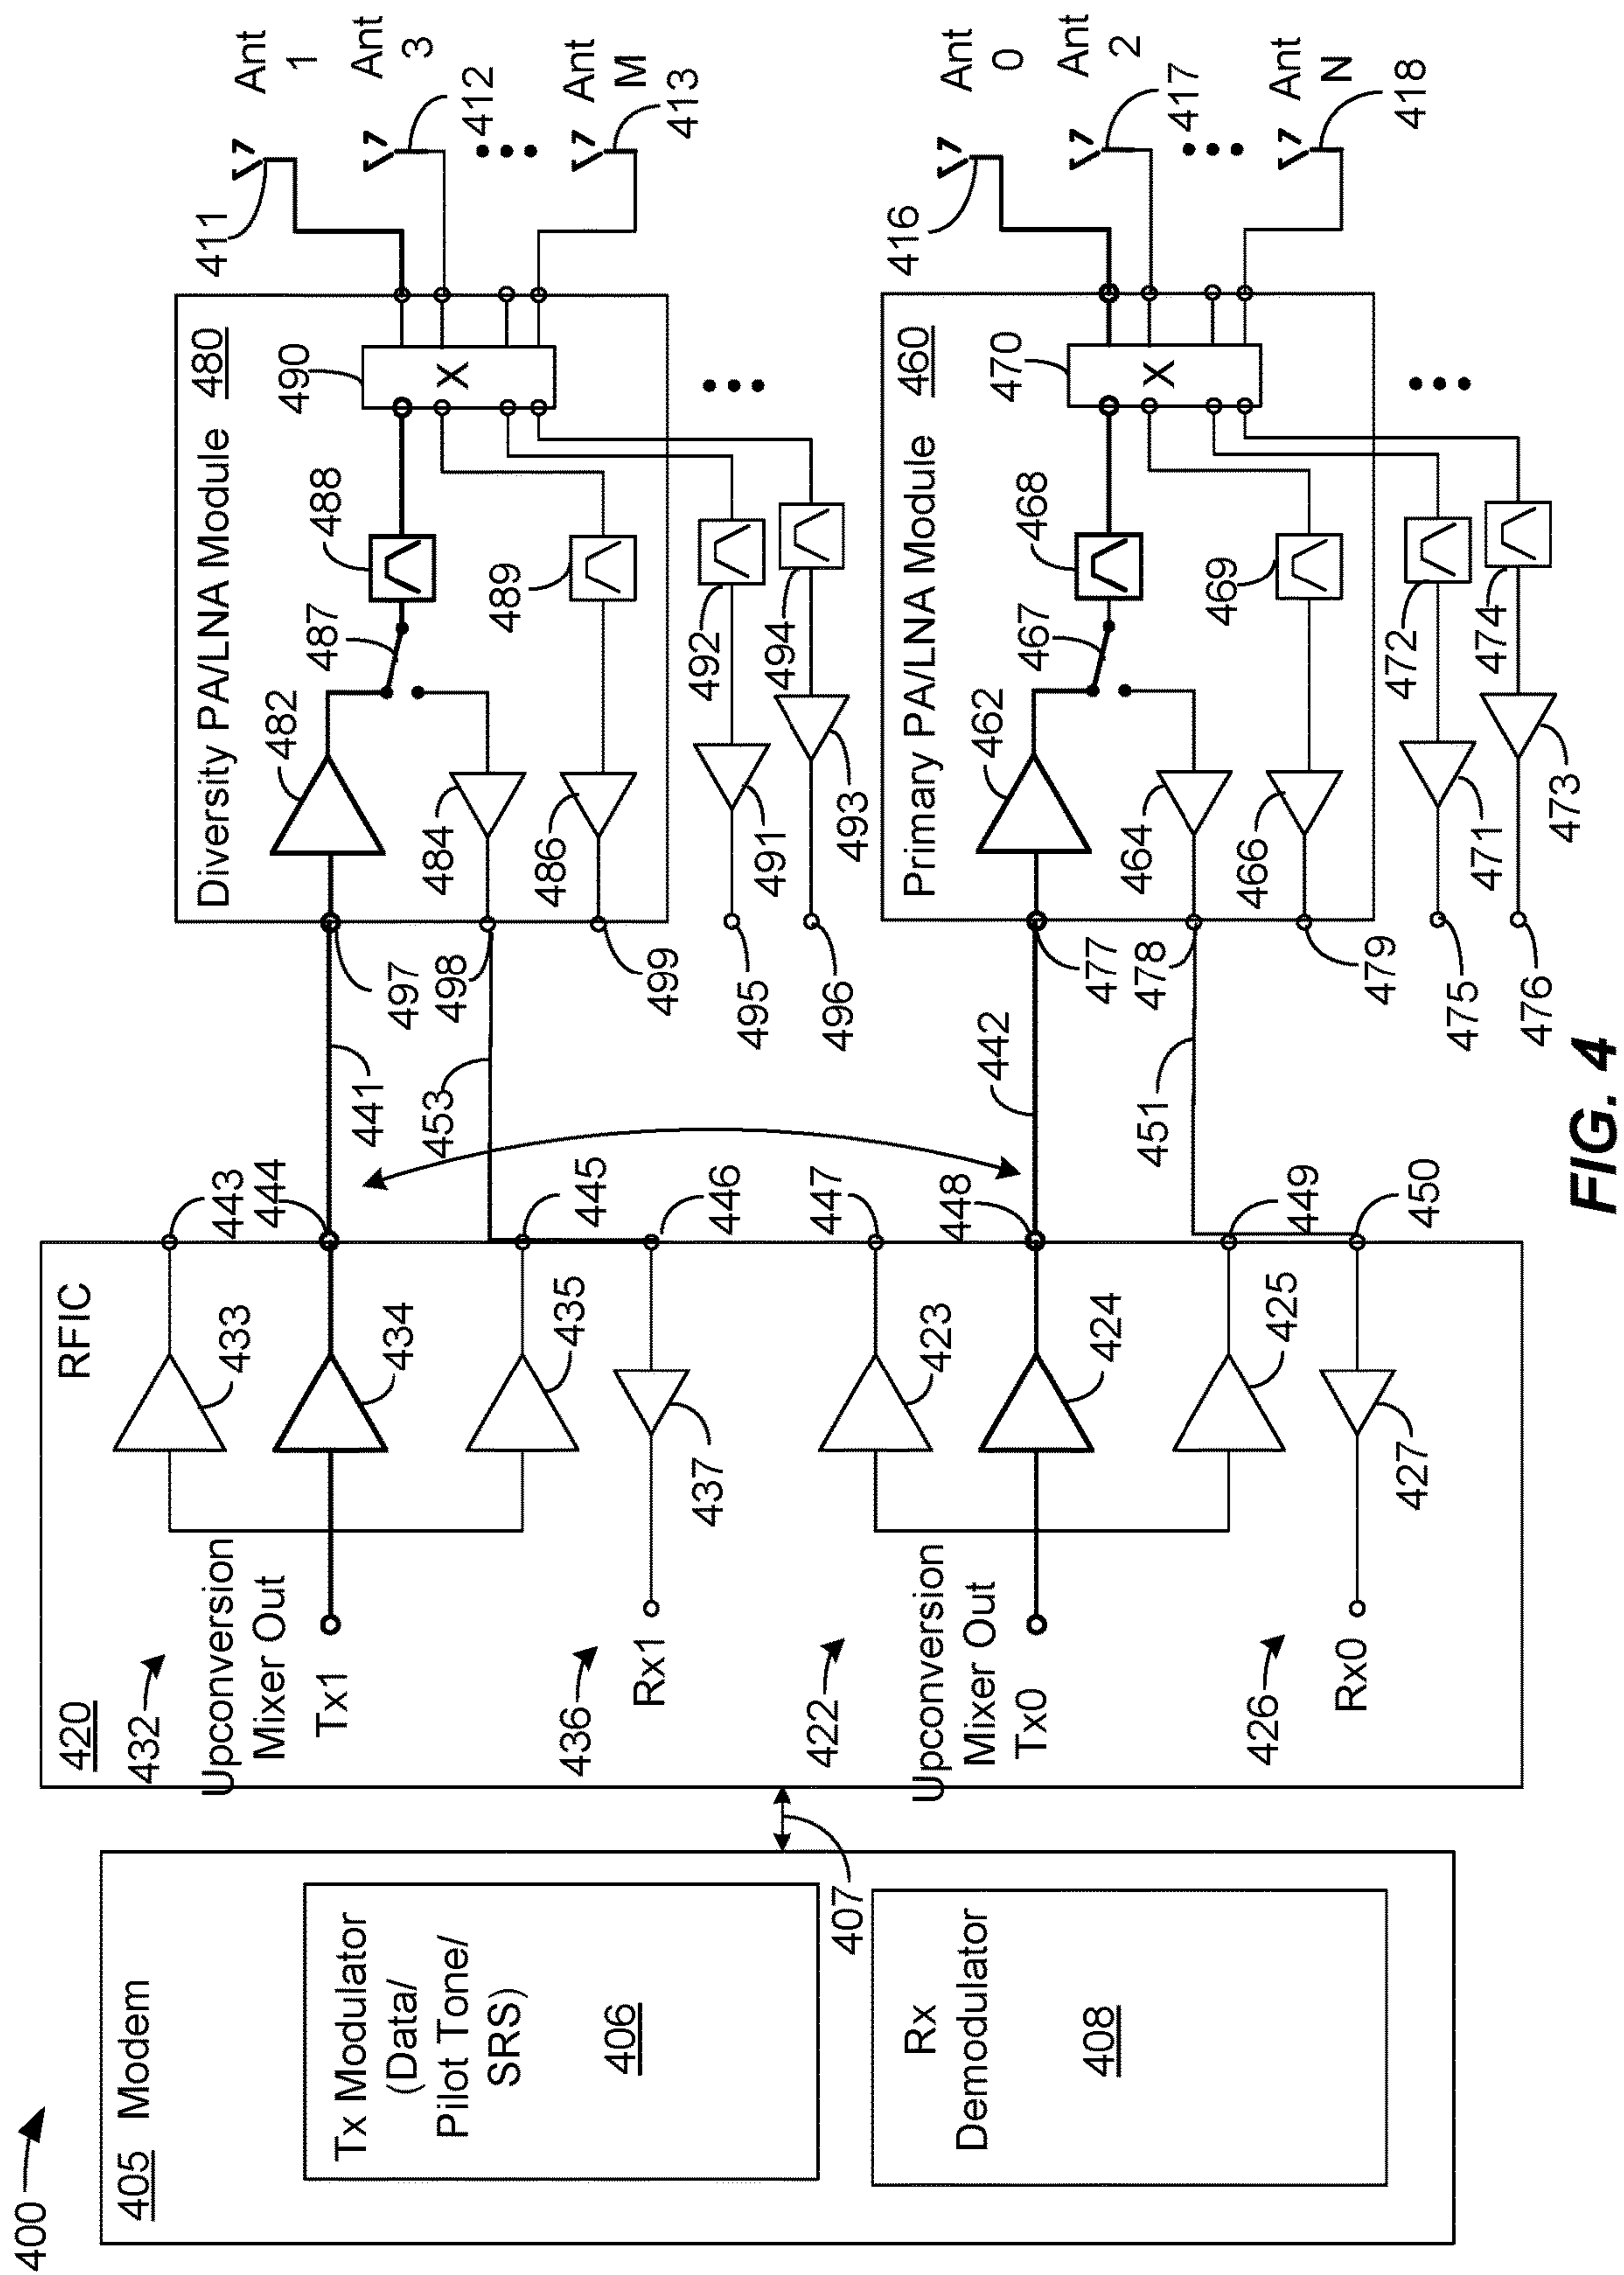 400
405 Modem
Tx Modulator
(Data/
Pilot Tone/
SRS)
406
Rx
Demodulator
408
407
420
RFIC
432
Upconversion
Mixer Out
Tx1
433
434
435
436
Rx1
437
422
Upconversion
Mixer Out
Tx0
423
424
425
426
Rx0
427
443
444
445
446
447
448
449
450
441
453
442
451
Diversity PA/LNA Module 480
497
498
499
482
484
486
487
488
489
490
X
491
492
493
494
495
496
411
Ant
1
Ant
3
412
Ant
M
413
Primary PA/LNA Module 460
477
478
479
462
464
466
467
468
469
470
X
471
472
473
474
475
476
416
Ant
0
Ant
2
417
Ant
N
418
FIG. 4